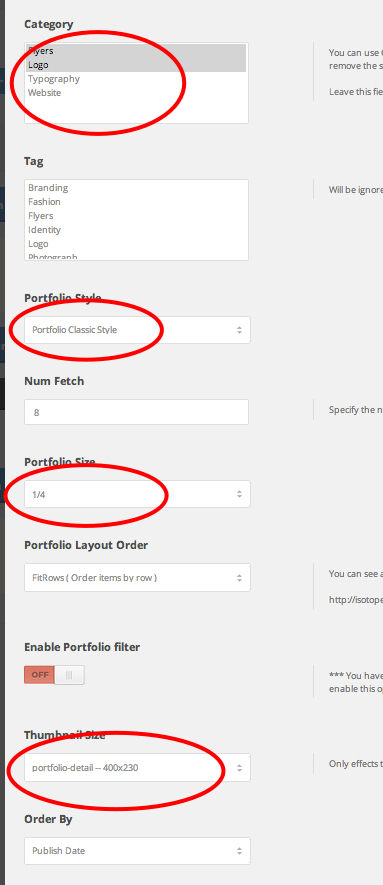 Category
Flyers
Logo
Typography
Website
You can use
remove the s
Leave this fie
Tag
Branding
Fashion
Flyers
Identity
Logo
Photograph
Will be ignore
Portfolio Style
Portfolio Classic Style
Num Fetch
8
Specify the n
Portfolio Size
1/4
Portfolio Layout Order
FitRows ( Order items by row )
You can see a
http://isotope
Enable Portfolio filter
OFF
*** You have
enable this op
Thumbnail Size
portfolio-detail -- 400x230
Only effects t
Order By
Publish Date